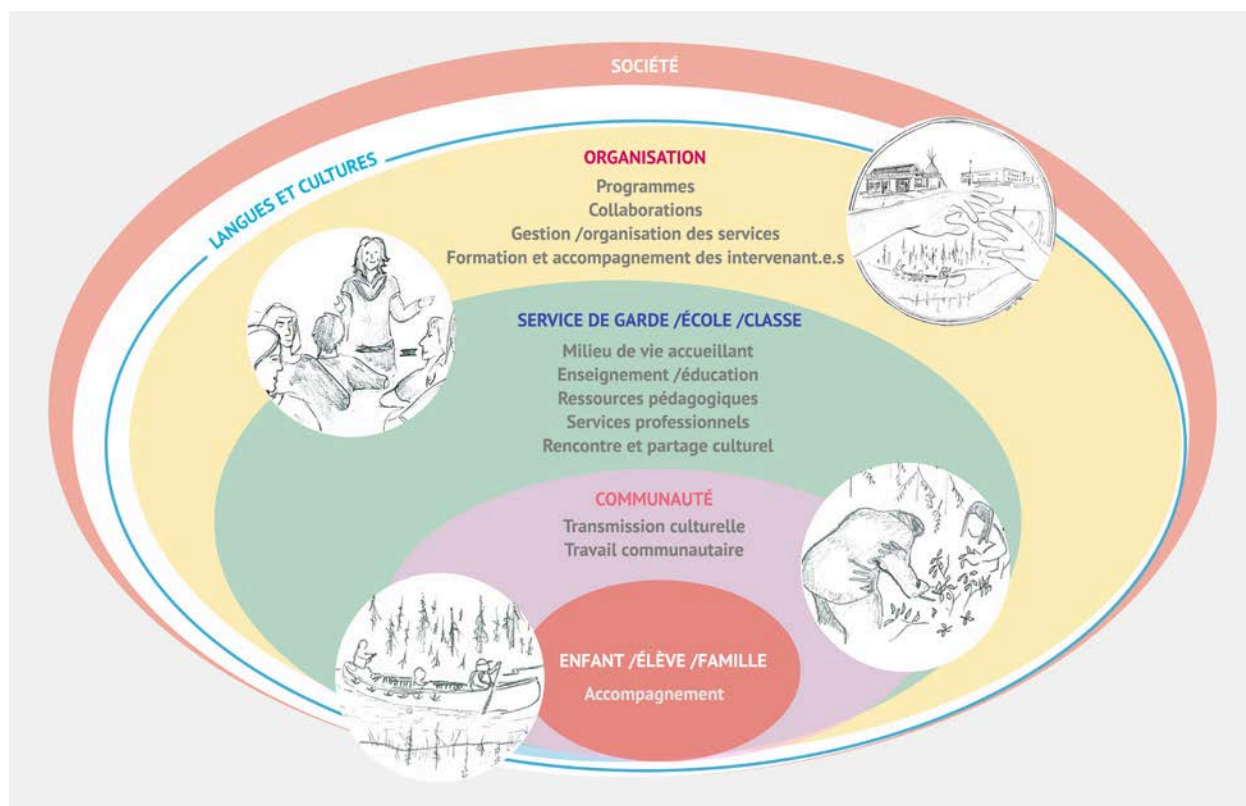 SOCIÉTÉ
LANGUES ET CULTURES
ORGANISATION
Programmes
Collaborations
Gestion /organisation des services
Formation et accompagnement des intervenant.e.s
SERVICE DE GARDE /ÉCOLE /CLASSE
Milieu de vie accueillant
Enseignement /éducation
Ressources pédagogiques
Services professionnels
Rencontre et partage culturel
COMMUNAUTÉ
Transmission culturelle
Travail communautaire
ENFANT /ÉLÈVE /FAMILLE
Accompagnement